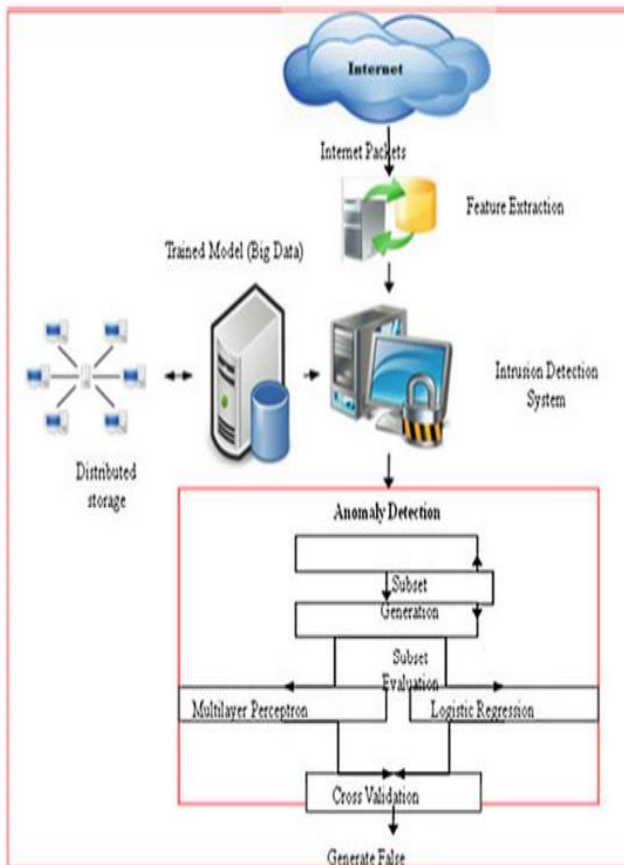 Internet
Internet Packets
Feature Extraction
Trained Model (Big Data)
Intrusion Detection
System
Distributed
storage
Anomaly Detection
Subset
Generation
Subset
Evaluation
Multilayer Perceptron
Logistic Regression
Cross Validation
Generate False